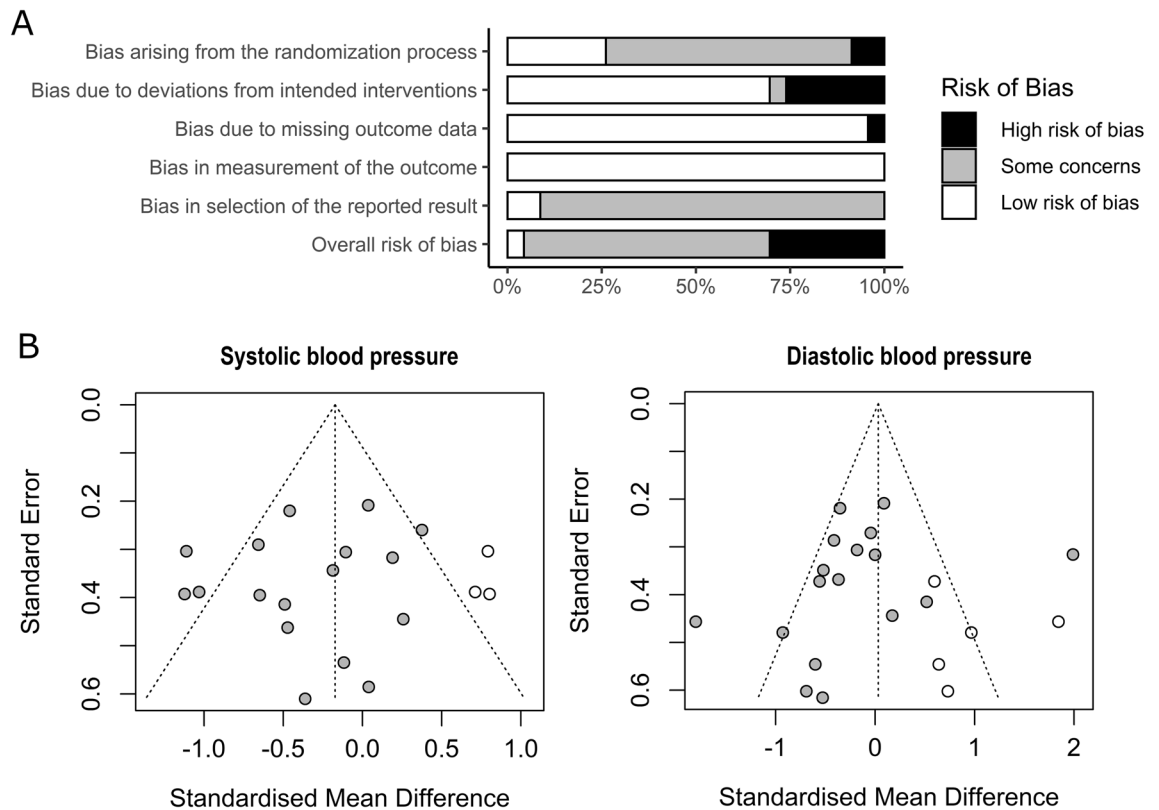 A
Bias arising from the randomization process
Bias due to deviations from intended interventions
Bias due to missing outcome data
Bias in measurement of the outcome
Bias in selection of the reported result
Overall risk of bias
0% 25% 50% 75% 100%
Risk of Bias
High risk of bias
Some concerns
Low risk of bias
B
Systolic blood pressure
Standard Error
0.0
0.2
0.4
0.6
-1.0 -0.5 0.0 0.5 1.0
Standardised Mean Difference
Diastolic blood pressure
Standard Error
0.0
0.2
0.4
0.6
-1 0 1 2
Standardised Mean Difference